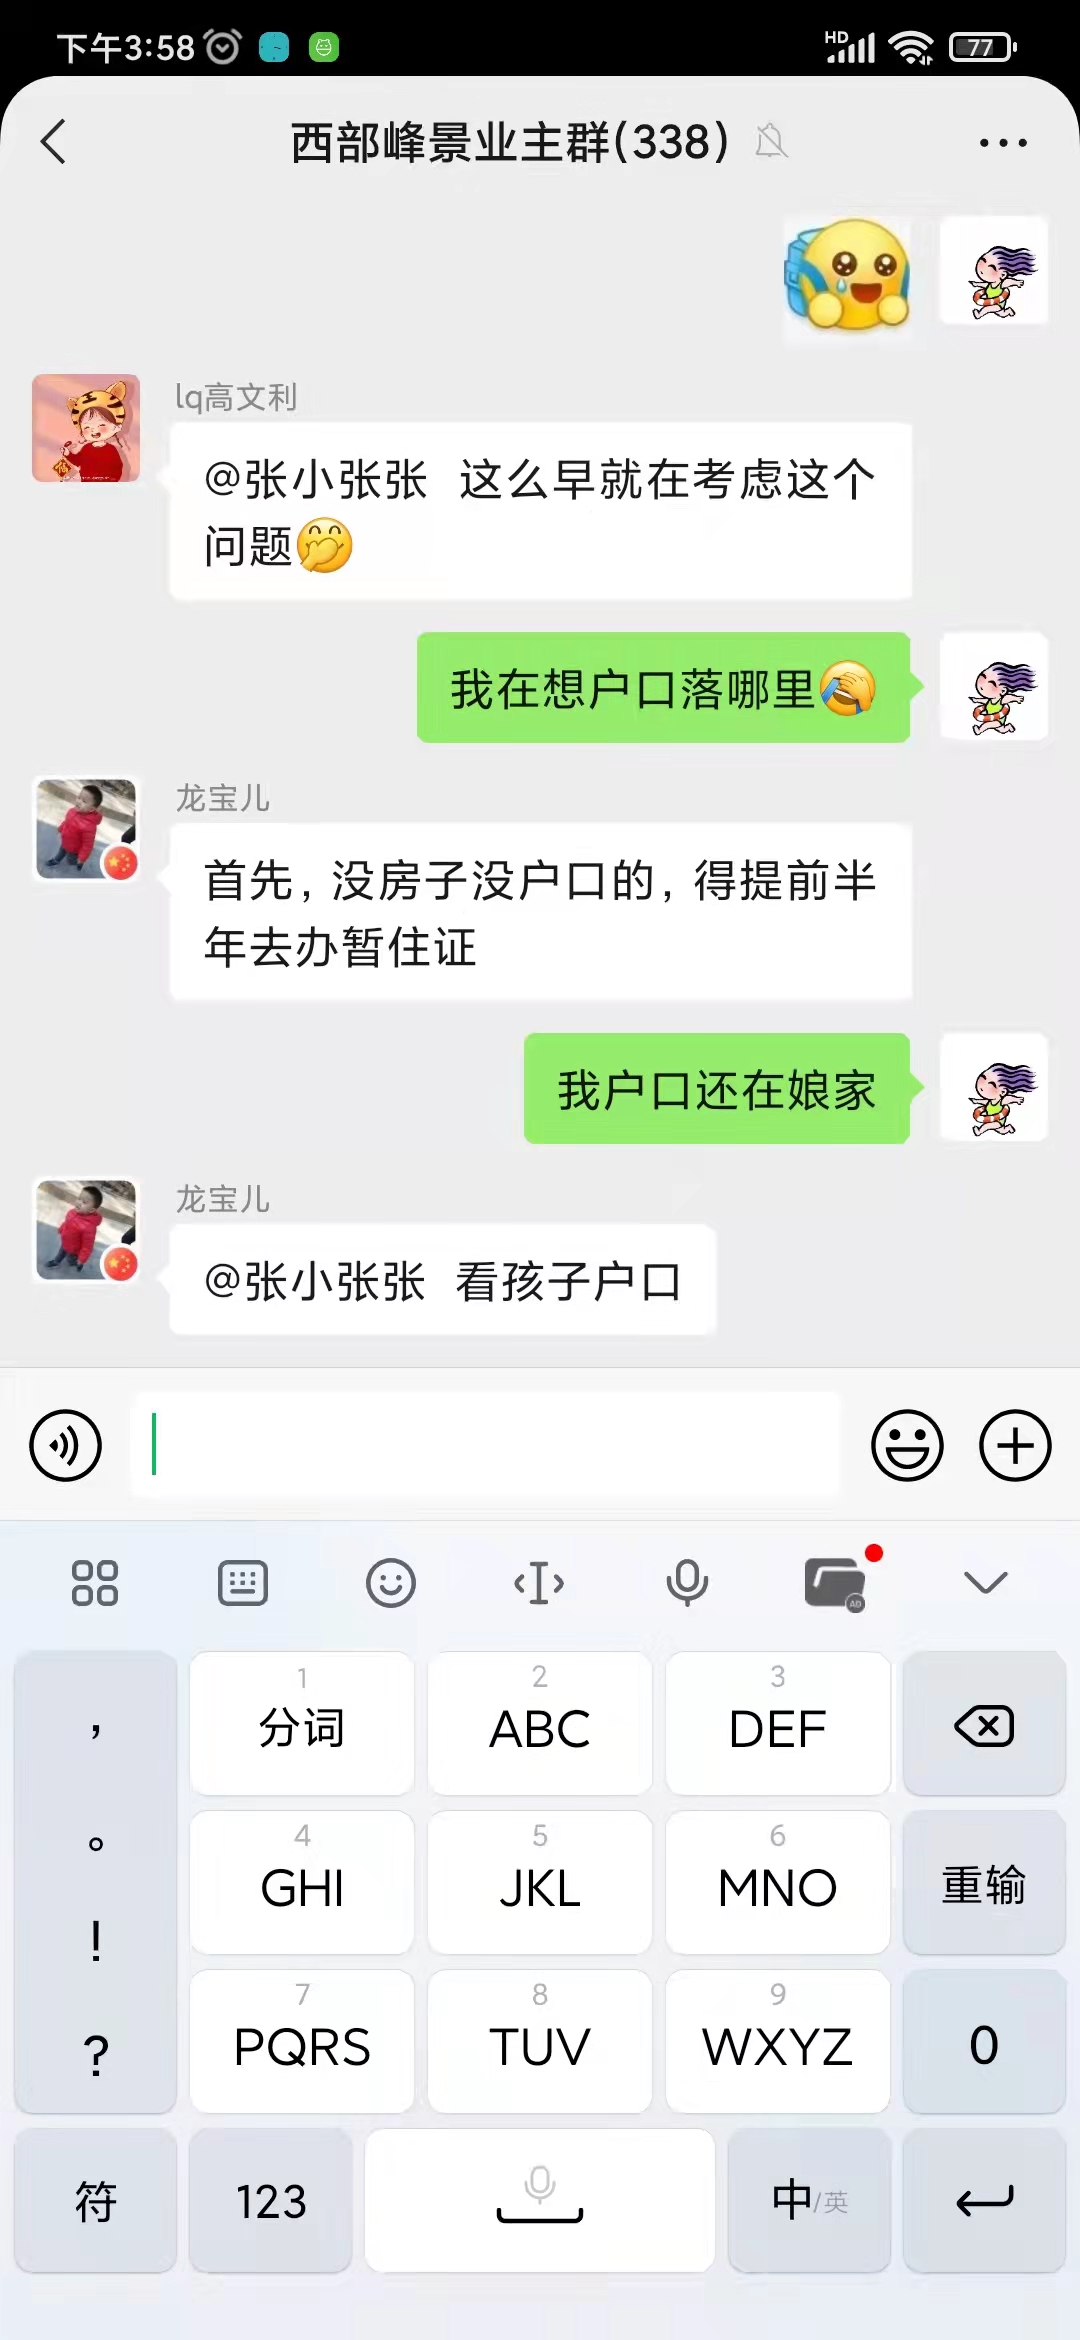 下午3:58
HD
77
西部峰景业主群(338)
lq高文利
@张小张张 这么早就在考虑这个
问题
我在想户口落哪里
龙宝儿
首先, 没房子没户口的, 得提前半
年去办暂住证
我户口还在娘家
龙宝儿
@张小张张 看孩子户口
AD
,
1
分词
2
ABC
3
DEF
。
4
GHI
5
JKL
6
MNO
重输
!
7
PQRS
8
TUV
9
WXYZ
0
?
符
123
中/英